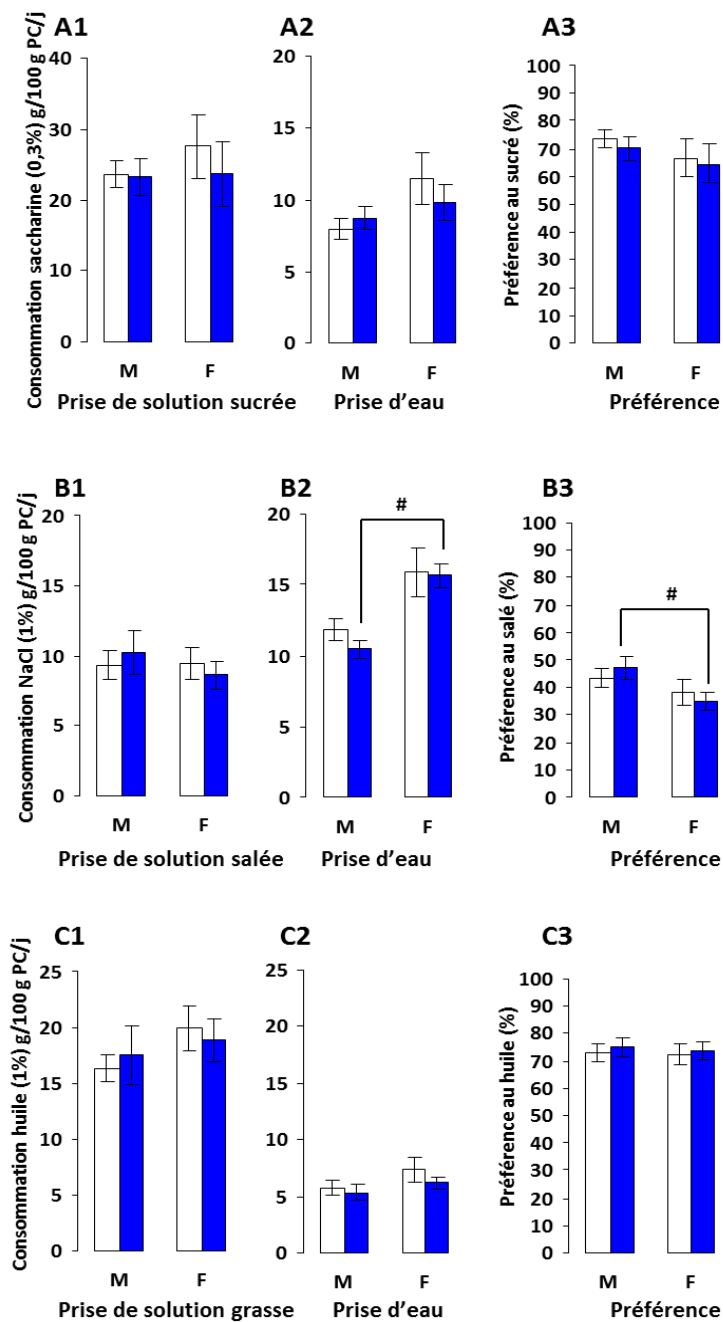 A1
A2
A3
Consommation saccharine (0,3%) g/100 g PC/j
40
30
20
10
0
M
F
Prise de solution sucrée
20
15
10
5
0
M
F
Prise d'eau
Préférence au sucré (%)
100
90
80
70
60
50
40
30
20
10
0
M
F
Préférence
B1
B2
B3
Consommation NaCl (1%) g/100 g PC/j
20
15
10
5
0
M
F
Prise de solution salée
20
15
10
5
0
#
M
F
Prise d'eau
Préférence au salé (%)
100
90
80
70
60
50
40
30
20
10
0
#
M
F
Préférence
C1
C2
C3
Consommation huile (1%) g/100 g PC/j
25
20
15
10
5
0
M
F
Prise de solution grasse
25
20
15
10
5
0
M
F
Prise d'eau
Préférence au huile (%)
100
90
80
70
60
50
40
30
20
10
0
M
F
Préférence